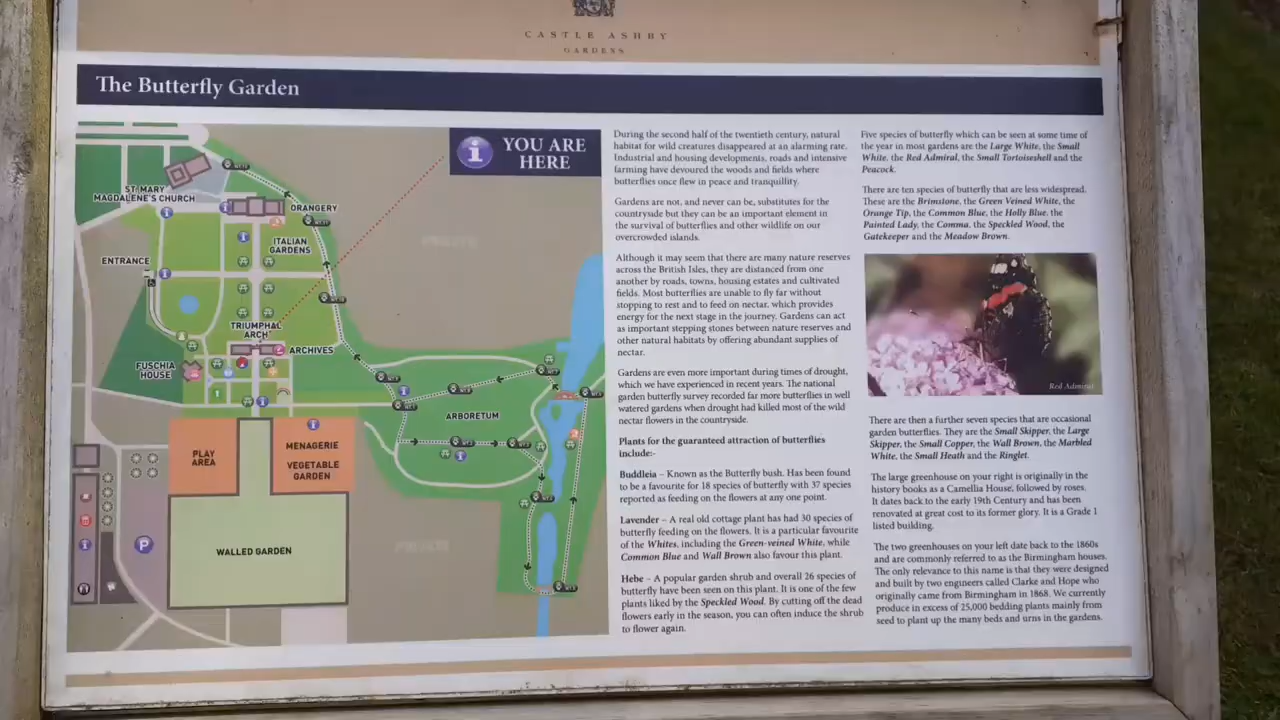 CASTLE ASHBY
GARDENS
The Butterfly Garden
YOU ARE
HERE
ST. MARY
MAGDALENE'S CHURCH
ORANGERY
ITALIAN
GARDENS
ENTRANCE
TRIUMPHAL
ARCH
ARCHIVES
FUSCHIA
HOUSE
ARBORETUM
PLAY
AREA
MENAGERIE
VEGETABLE
GARDEN
WALLED GARDEN
P
PRIVATE
PRIVATE
During the second half of the twentieth century, natural
habitat for wild creatures disappeared at an alarming rate.
Industrial and housing developments, roads and intensive
farming have devoured the woods and fields where
butterflies once flew in peace and tranquillity.
Gardens are not, and never can be, substitutes for the
countryside but they can be an important element in
the survival of butterflies and other wildlife on our
overcrowded islands.
Although it may seem that there are many nature reserves
across the British Isles, they are distanced from one
another by roads, towns, housing estates and cultivated
fields. Most butterflies are unable to fly far without
stopping to rest and to feed on nectar, which provides
energy for the next stage in the journey. Gardens can act
as important stepping stones between nature reserves and
other natural habitats by offering abundant supplies of
nectar.
Gardens are even more important during times of drought,
which we have experienced in recent years. The national
garden butterfly survey recorded far more butterflies in well
watered gardens when drought had killed most of the wild
nectar flowers in the countryside.
Plants for the guaranteed attraction of butterflies
include:-
Buddleia – Known as the Butterfly bush. Has been found
to be a favourite for 18 species of butterfly with 37 species
reported as feeding on the flowers at any one point.
Lavender – A real old cottage plant has had 30 species of
butterfly feeding on the flowers. It is a particular favourite
of the Whites, including the Green-veined White, while
Common Blue and Wall Brown also favour this plant.
Hebe – A popular garden shrub and overall 26 species of
butterfly have been seen on this plant. It is one of the few
plants liked by the Speckled Wood. By cutting off the dead
flowers early in the season, you can often induce the shrub
to flower again.
Five species of butterfly which can be seen at some time of
the year in most gardens are the Large White, the Small
White, the Red Admiral, the Small Tortoiseshell and the
Peacock.
There are ten species of butterfly that are less widespread.
These are the Brimstone, the Green Veined White, the
Orange Tip, the Common Blue, the Holly Blue, the
Painted Lady, the Comma, the Speckled Wood, the
Gatekeeper and the Meadow Brown.
Red Admiral
There are then a further seven species that are occasional
garden butterflies. They are the Small Skipper, the Large
Skipper, the Small Copper, the Wall Brown, the Marbled
White, the Small Heath and the Ringlet.
The large greenhouse on your right is originally in the
history books as a 'Camellia House', followed by roses.
It dates back to the early 19th Century and has been
renovated at great cost to its former glory. It is a Grade 1
listed building.
The two greenhouses on your left date back to the 1860s
and are commonly referred to as the Birmingham houses.
The only relevance to this name is that they were designed
and built by two engineers called Clarke and Hope who
originally came from Birmingham in 1868. We currently
produce in excess of 25,000 bedding plants mainly from
seed to plant up the many beds and urns in the gardens.